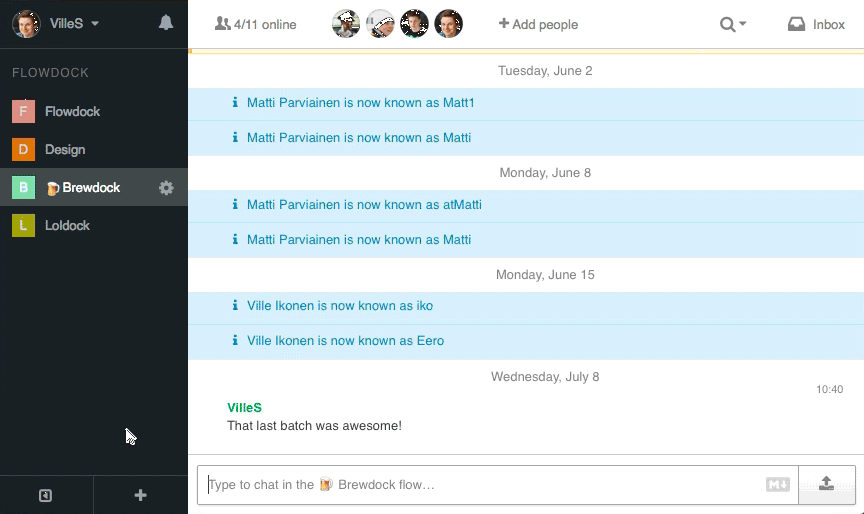 VilleS
4/11 online
Add people
Inbox
FLOWDOCK
F Flowdock
D Design
B Brewdock
L Loldock
Tuesday, June 2
Matti Parviainen is now known as Matt1
Matti Parviainen is now known as Matti
Monday, June 8
Matti Parviainen is now known as atMatti
Matti Parviainen is now known as Matti
Monday, June 15
Ville Ikonen is now known as iko
Ville Ikonen is now known as Eero
Wednesday, July 8
10:40
VilleS
That last batch was awesome!
Type to chat in the 🍺 Brewdock flow…
M